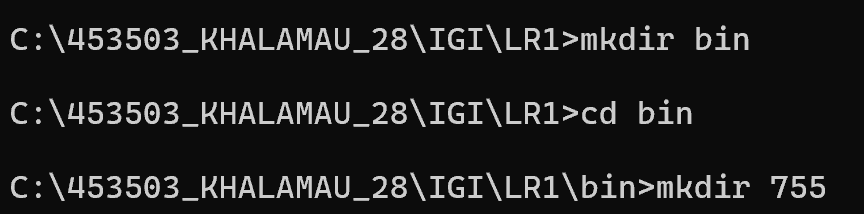 C:\453503_KHALAMAU_28\IGI\LR1>mkdir bin
C:\453503_KHALAMAU_28\IGI\LR1>cd bin
C:\453503_KHALAMAU_28\IGI\LR1\bin>mkdir 755